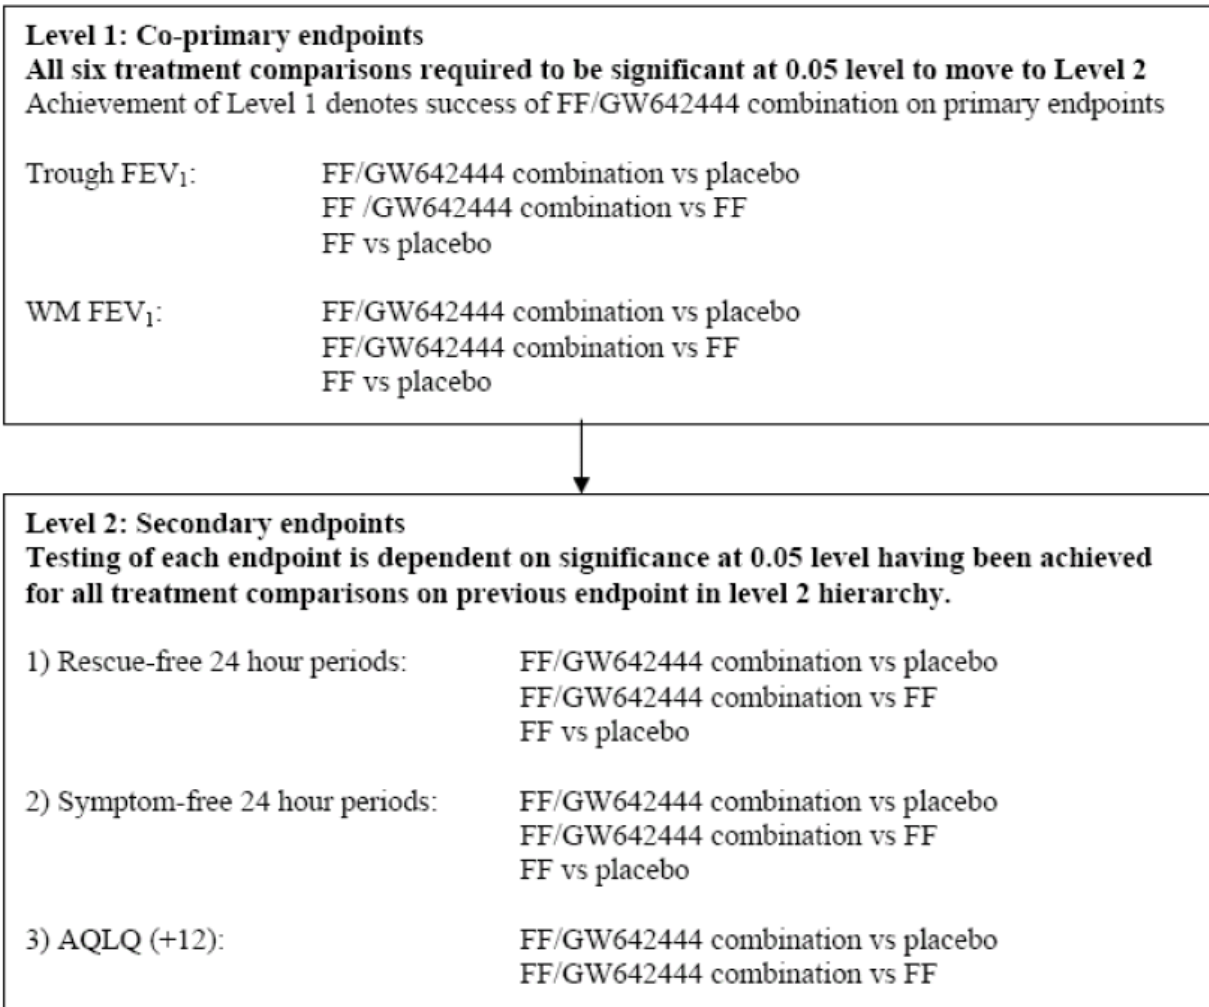 Level 1: Co-primary endpoints
All six treatment comparisons required to be significant at 0.05 level to move to Level 2
Achievement of Level 1 denotes success of FF/GW642444 combination on primary endpoints
Trough FEV₁: FF/GW642444 combination vs placebo
FF /GW642444 combination vs FF
FF vs placebo
WM FEV₁: FF/GW642444 combination vs placebo
FF/GW642444 combination vs FF
FF vs placebo
Level 2: Secondary endpoints
Testing of each endpoint is dependent on significance at 0.05 level having been achieved
for all treatment comparisons on previous endpoint in level 2 hierarchy.
1) Rescue-free 24 hour periods: FF/GW642444 combination vs placebo
FF/GW642444 combination vs FF
FF vs placebo
2) Symptom-free 24 hour periods: FF/GW642444 combination vs placebo
FF/GW642444 combination vs FF
FF vs placebo
3) AQLQ (+12): FF/GW642444 combination vs placebo
FF/GW642444 combination vs FF